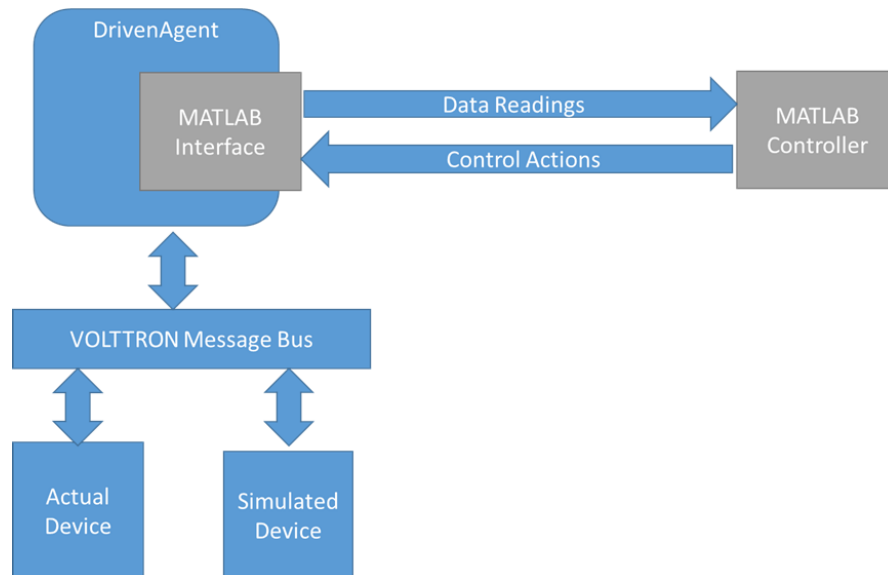 DrivenAgent
MATLAB
Interface
Data Readings
Control Actions
MATLAB
Controller
VOLTTRON Message Bus
Actual
Device
Simulated
Device